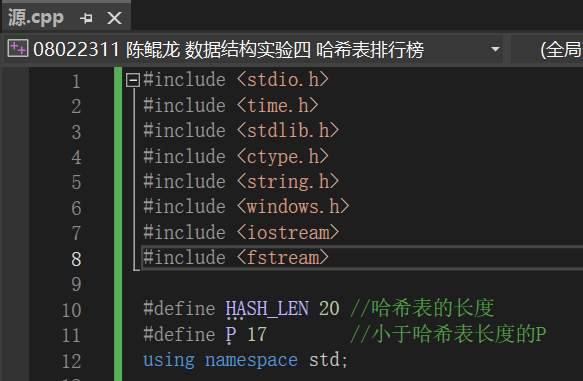 源.cpp
08022311 陈鲲龙 数据结构实验四 哈希表排行榜 (全局
1 #include <stdio.h>
2 #include <time.h>
3 #include <stdlib.h>
4 #include <ctype.h>
5 #include <string.h>
6 #include <windows.h>
7 #include <iostream>
8 #include <fstream>
9
10 #define HASH_LEN 20 //哈希表的长度
11 #define P 17 //小于哈希表长度的P
12 using namespace std;